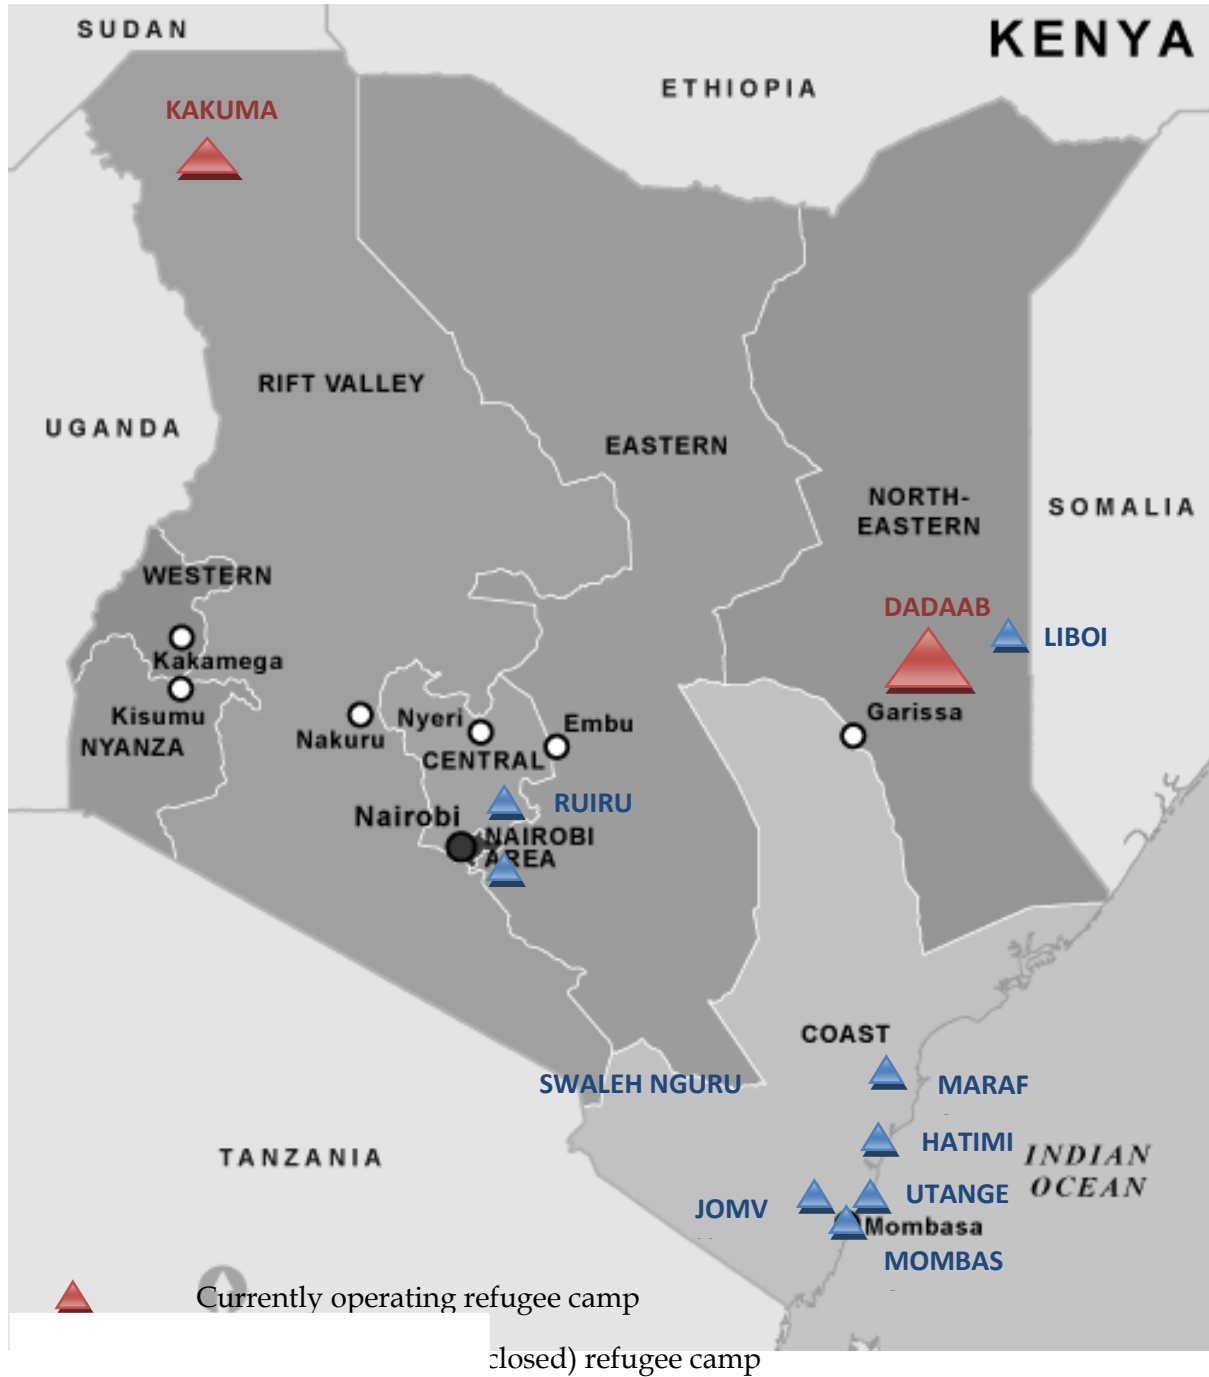 SUDAN
KENYA
ETHIOPIA
KAKUMA
RIFT VALLEY
UGANDA
EASTERN
NORTH-
EASTERN
SOMALIA
WESTERN
DADAAB
LIBOI
Kakamega
Kisumu
NYANZA
Nakuru
Nyeri
Embu
Garissa
CENTRAL
RUIRU
Nairobi
NAIROBI
AREA
COAST
SWALEH NGURU
MARAF
HATIMI
INDIAN
OCEAN
TANZANIA
UTANGE
JOMV
Mombasa
MOMBAS
Currently operating refugee camp
closed) refugee camp